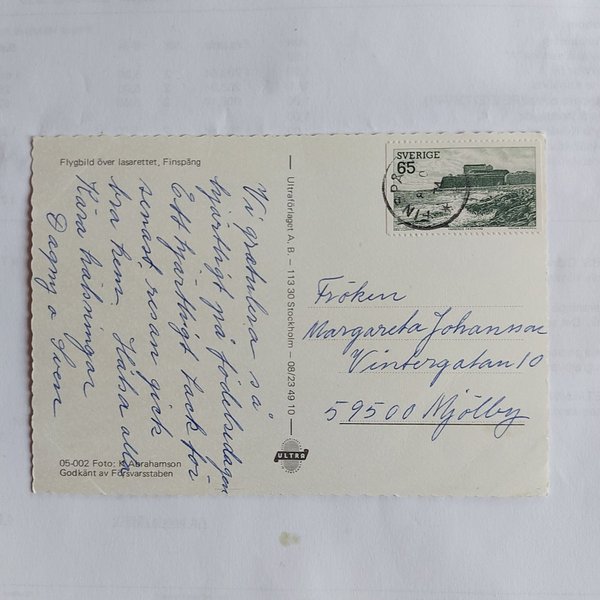 Flygbild över lasarettet, Finspång
Vi gratulera så
hjärtligt på födelsedagen
Ett hjärtligt tack för
senast resan gick
bra hem. Hälsa alla
Kära hälsningar
Dagny o Sven
05-002 Foto: K. Abrahamson
Godkänt av Försvarsstaben
Ultraförlaget A. B. — 113 30 Stockholm — 08/23 49 10
ULTRA
SVERIGE
65
FINSPÅ
Fröken
Margareta Johansson
Vintergatan 10
59500 Mjölby